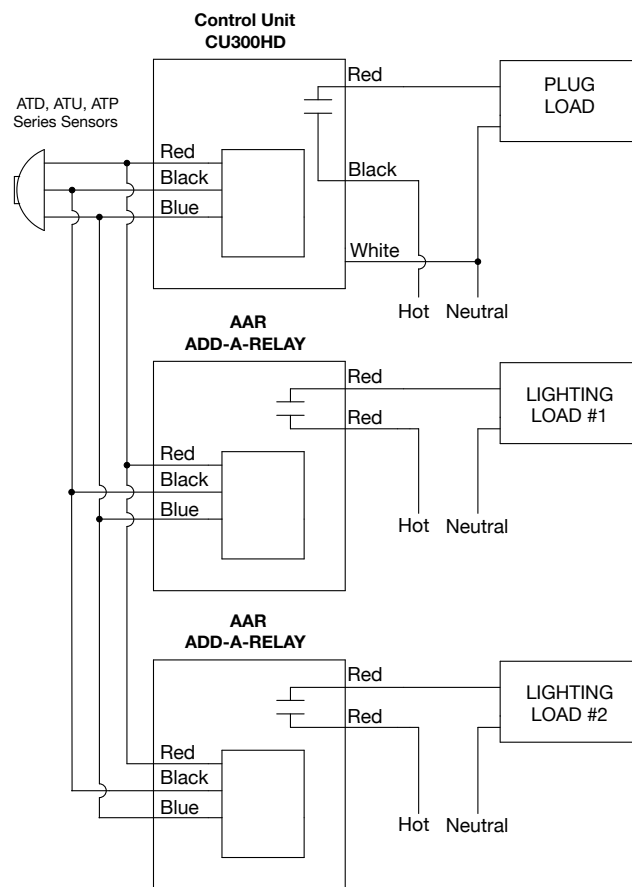 Control Unit
CU300HD
ATD, ATU, ATP
Series Sensors
Red
PLUG
LOAD
Red
Black
Black
Blue
White
Hot
Neutral
AAR
ADD-A-RELAY
Red
LIGHTING
LOAD #1
Red
Red
Black
Blue
Hot
Neutral
AAR
ADD-A-RELAY
Red
LIGHTING
LOAD #2
Red
Red
Black
Blue
Hot
Neutral